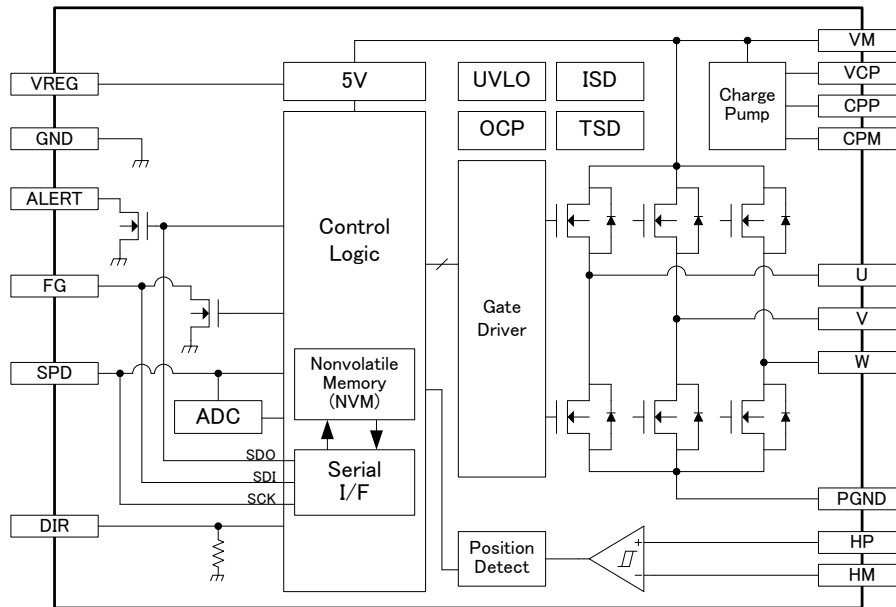 VREG
GND
ALERT
FG
SPD
DIR
5V
UVLO
ISD
OCP
TSD
Charge
Pump
VM
VCP
CPP
CPM
Control
Logic
Gate
Driver
U
V
W
Nonvolatile
Memory
(NVM)
ADC
SDO
SDI
SCK
Serial
I/F
Position
Detect
+
−
PGND
HP
HM